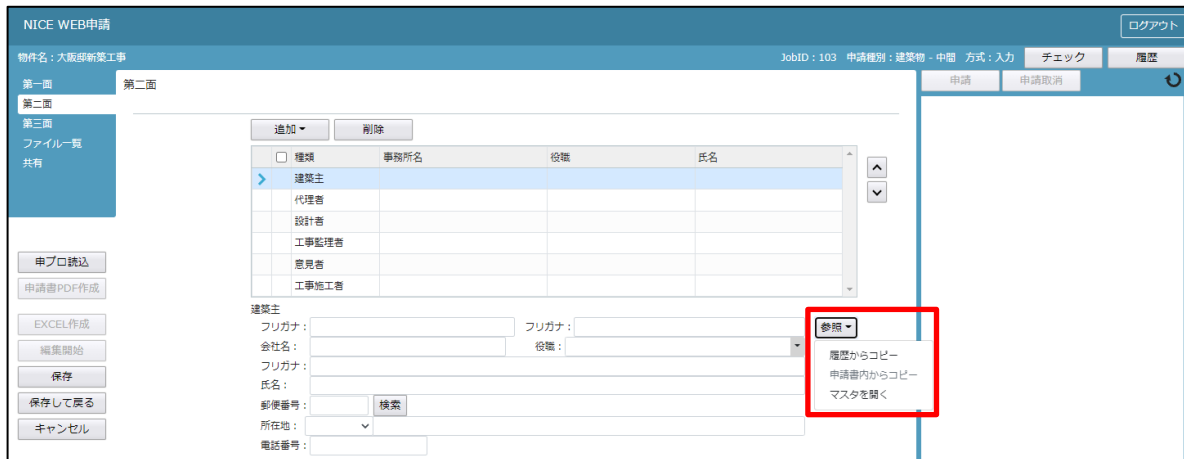 NICE WEB申請
ログアウト
物件名：大阪邸新築工事
JobID：103 申請種別：建築物 - 中間 方式：入力
チェック
履歴
第一面
第二面
第三面
ファイル一覧
共有
第二面
申請
申請取消
追加
削除
種類 事務所名 役職 氏名
建築主
代理者
設計者
工事監理者
意見者
工事施工者
申プロ読込
申請書PDF作成
EXCEL作成
編集開始
保存
保存して戻る
キャンセル
建築主
フリガナ： フリガナ：
会社名： 役職：
フリガナ：
氏名：
郵便番号： 検索
所在地：
電話番号：
参照
履歴からコピー
申請書内からコピー
マスタを開く